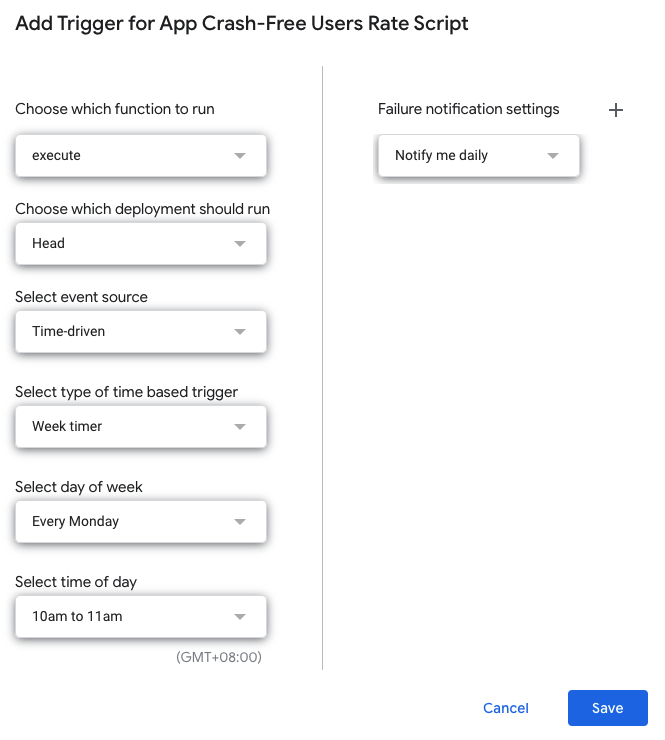 Add Trigger for App Crash-Free Users Rate Script
Choose which function to run
execute
Choose which deployment should run
Head
Select event source
Time-driven
Select type of time based trigger
Week timer
Select day of week
Every Monday
Select time of day
10am to 11am
(GMT+08:00)
Failure notification settings
Notify me daily
Cancel
Save